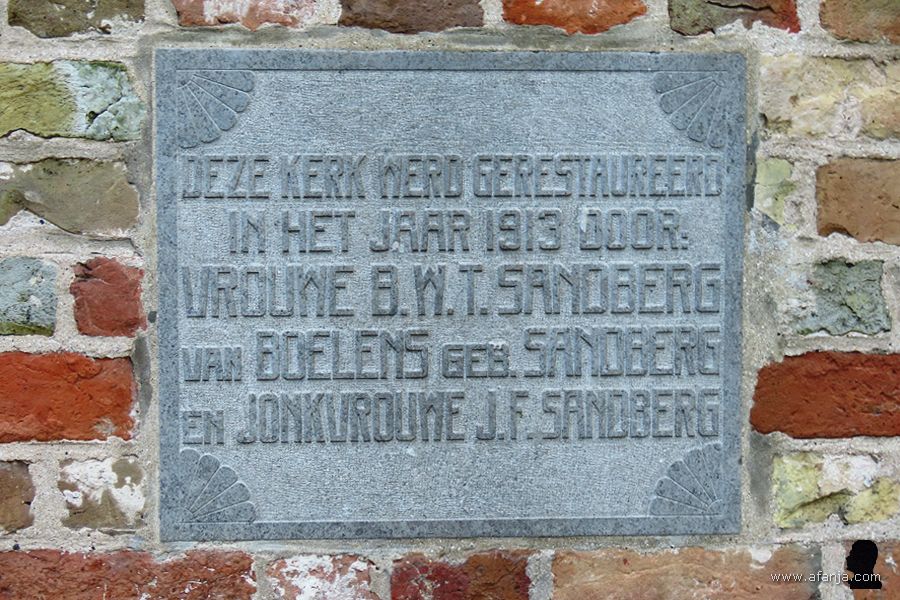 DEZE KERK WERD GERESTAUREERD
IN HET JAAR 1913 DOOR:
VROUWE B.W.T. SANDBERG
VAN BOELENS GEB. SANDBERG
EN JONKVROUWE J.F. SANDBERG
www.afanja.com